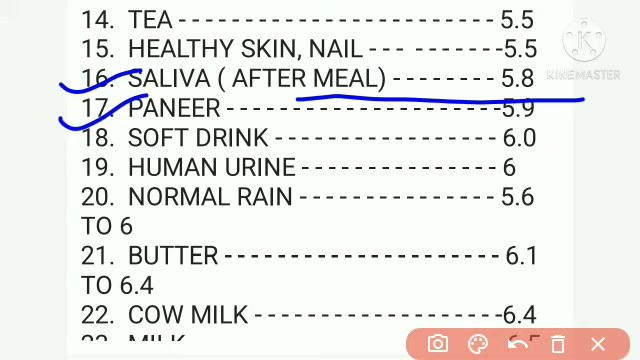 14. TEA ------------------------ 5.5
15. HEALTHY SKIN, NAIL --- -------5.5
16. SALIVA ( AFTER MEAL) -------- 5.8
17. PANEER ---------------------5.9
18. SOFT DRINK ----------------- 6.0
19. HUMAN URINE --------------- 6
20. NORMAL RAIN --------------- 5.6
TO 6
21. BUTTER --------------------- 6.1
TO 6.4
22. COW MILK ------------------6.4
KINEMASTER